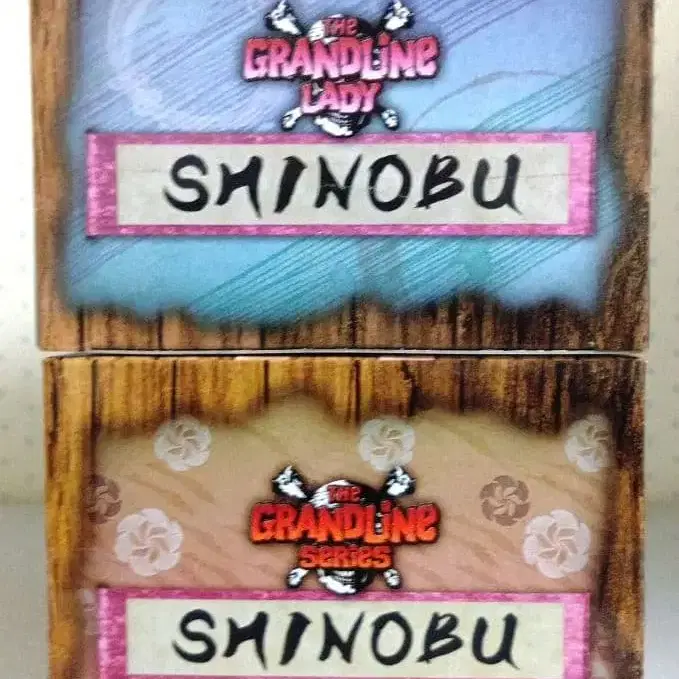 THE
GRANDLINE
LADY
SHINOBU
THE
GRANDLINE
SERIES
SHINOBU